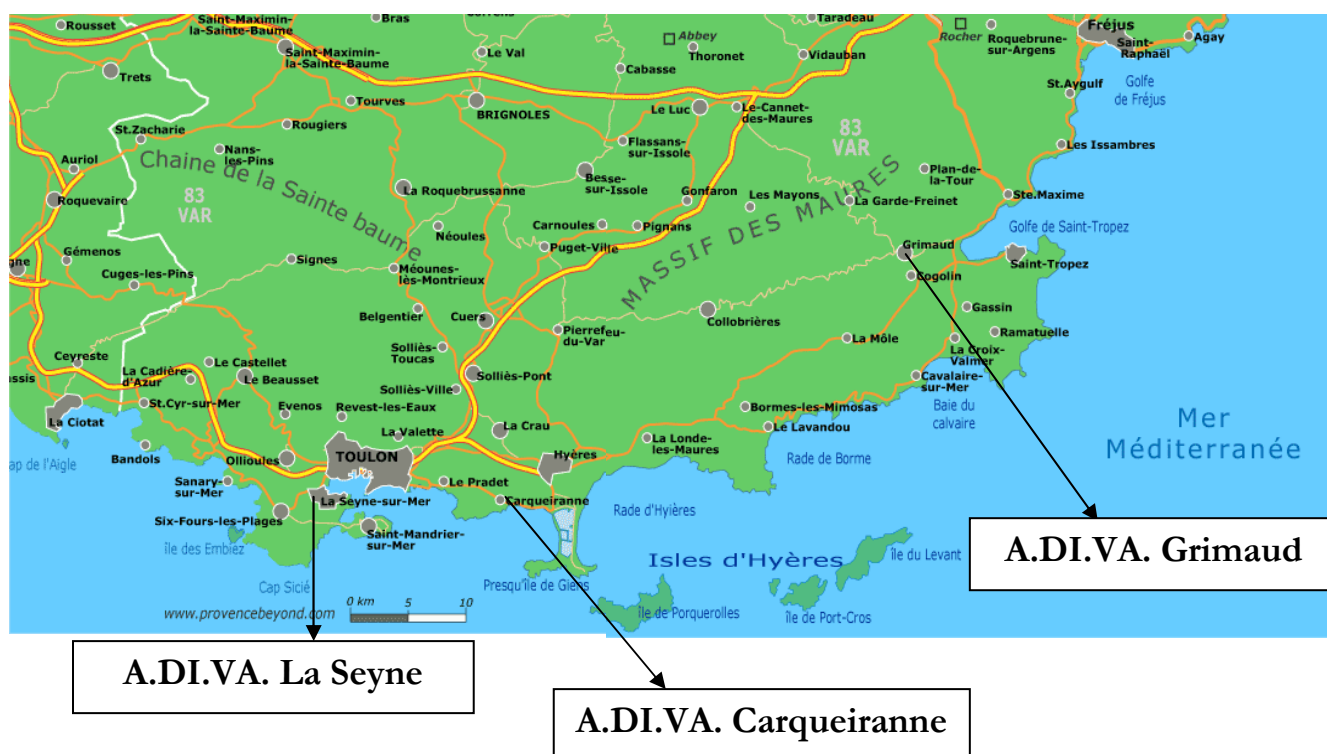 Rousset
Saint-Maximin-
la-Sainte-Baume
Bras
Taradeau
Rocher
Roquebrune-
sur-Argens
Fréjus
Saint-
Raphaël
Agay
Trets
Saint-Maximin-
la-Sainte-Baume
Le Val
Abbey
Thoronet
Vidauban
Cabasse
St.Aygulf
Golfe
de Fréjus
Tourves
BRIGNOLES
Le Luc
Le-Cannet-
des-Maures
St.Zacharie
Rougiers
Flassans-
sur-Issole
83
VAR
Les Issambres
Auriol
Nans-
les-Pins
Chaine de la Sainte baume
Roquevaire
83
VAR
La Roquebrussanne
Besse-
sur-Issole
Gonfaron
Les Mayons
Plan-de-
la-Tour
La Garde-Freinet
Ste.Maxime
Néoules
Carnoules
Pignans
MASSIF DES MAURES
Golfe de Saint-Tropez
Gémenos
Signes
Puget-Ville
Grimaud
Saint-Tropez
gne
Cuges-les-Pins
Méounes-
lès-Montrieux
Cogolin
Belgentier
Cuers
Collobrières
Gassin
Pierrefeu-
du-Var
La Môle
Ramatuelle
Ceyreste
Le Castellet
Solliès-
Toucas
La Croix-
Valmer
assis
La Cadière-
d'Azur
Le Beausset
Solliès-Ville
Solliès-Pont
Cavalaire-
sur-Mer
St.Cyr-sur-Mer
Evenos
Revest-les-Eaux
Bormes-les-Mimosas
Baie du
calvaire
La Ciotat
La Valette
La Crau
Le Lavandou
Mer
Méditerranée
La Londe-
les-Maures
Bandols
Ollioules
TOULON
Hyères
Rade de Borme
ap de l'Aigle
Sanary-
sur-Mer
Le Pradet
La Seyne-sur-Mer
Carqueiranne
Six-Fours-les-Plages
Saint-Mandrier-
sur-Mer
Rade d'Hyières
île des Embiez
Isles d'Hyères
île du Levant
A.DI.VA. Grimaud
Cap Sicié
Presqu'île de Giens
île de Porquerolles
île de Port-Cros
www.provencebeyond.com
0 km 5 10
A.DI.VA. La Seyne
A.DI.VA. Carqueiranne